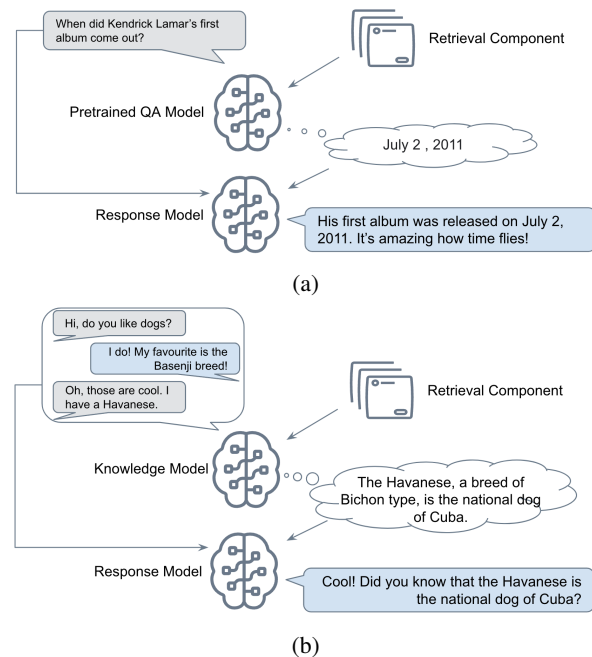 When did Kendrick Lamar's first
album come out?
Retrieval Component
Pretrained QA Model
July 2 , 2011
Response Model
His first album was released on July 2,
2011. It's amazing how time flies!
(a)
Hi, do you like dogs?
I do! My favourite is the
Basenji breed!
Oh, those are cool. I
have a Havanese.
Retrieval Component
Knowledge Model
The Havanese, a breed of
Bichon type, is the national dog
of Cuba.
Response Model
Cool! Did you know that the Havanese is
the national dog of Cuba?
(b)